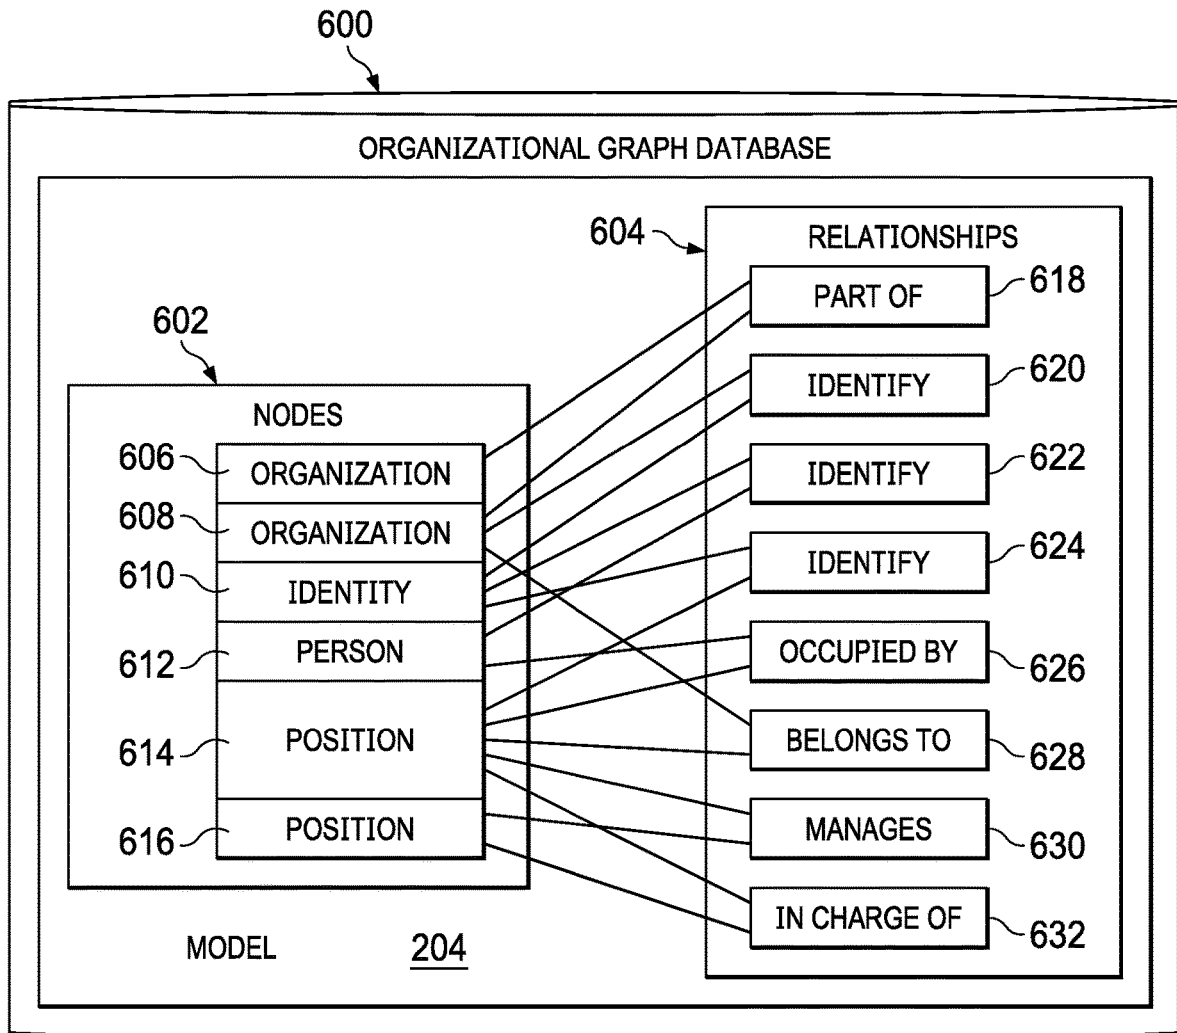 600
ORGANIZATIONAL GRAPH DATABASE
604
RELATIONSHIPS
PART OF
618
602
IDENTIFY
620
NODES
606
ORGANIZATION
IDENTIFY
622
608
ORGANIZATION
IDENTIFY
624
610
IDENTITY
612
PERSON
OCCUPIED BY
626
614
POSITION
BELONGS TO
628
616
POSITION
MANAGES
630
IN CHARGE OF
632
MODEL 204